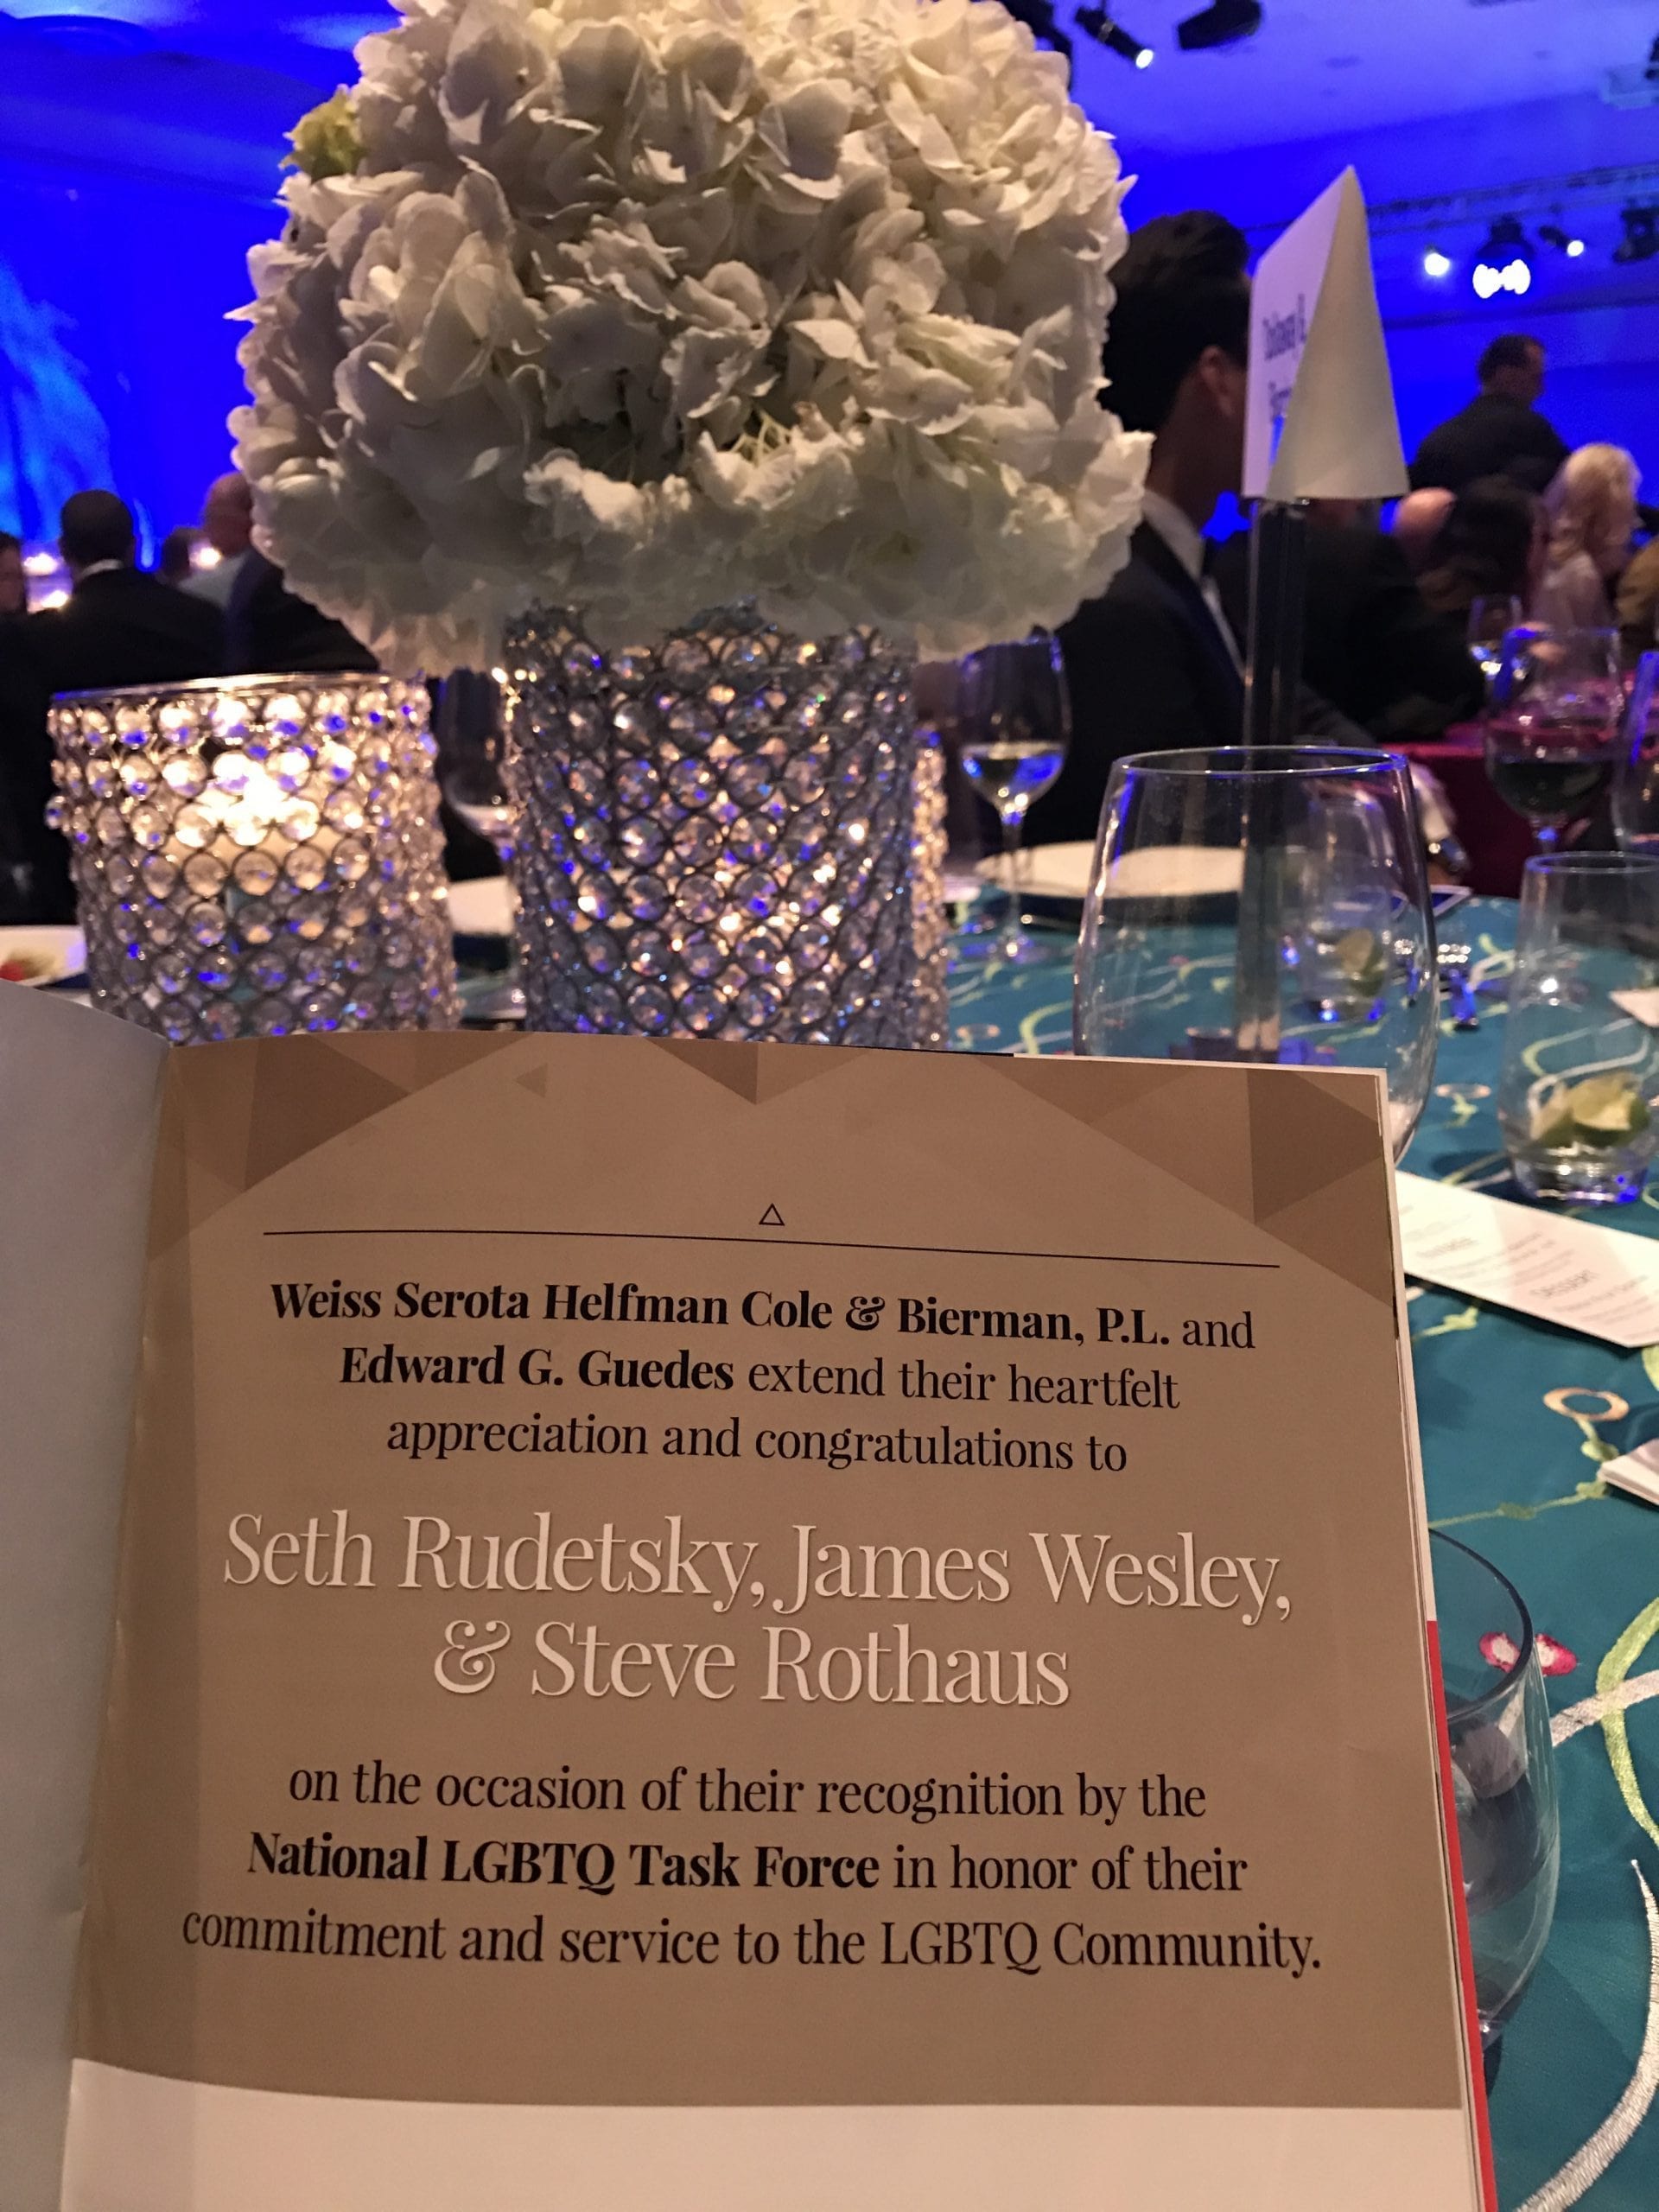 Weiss Serota Helfman Cole & Bierman, P.L. and
Edward G. Guedes extend their heartfelt
appreciation and congratulations to
Seth Rudetsky, James Wesley,
& Steve Rothaus
on the occasion of their recognition by the
National LGBTQ Task Force in honor of their
commitment and service to the LGBTQ Community.